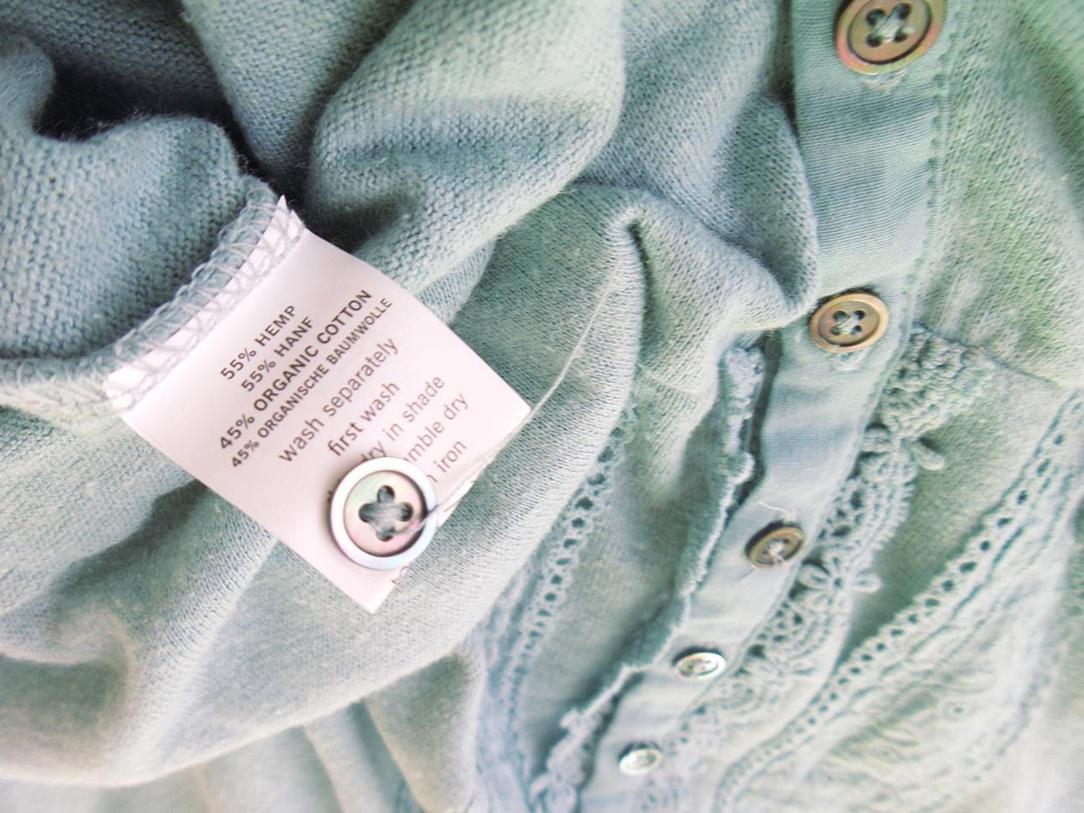 55% HEMP
55% HANF
45% ORGANIC COTTON
45% ORGANISCHE BAUMWOLLE
wash separately
first wash
in shade
dry
iron